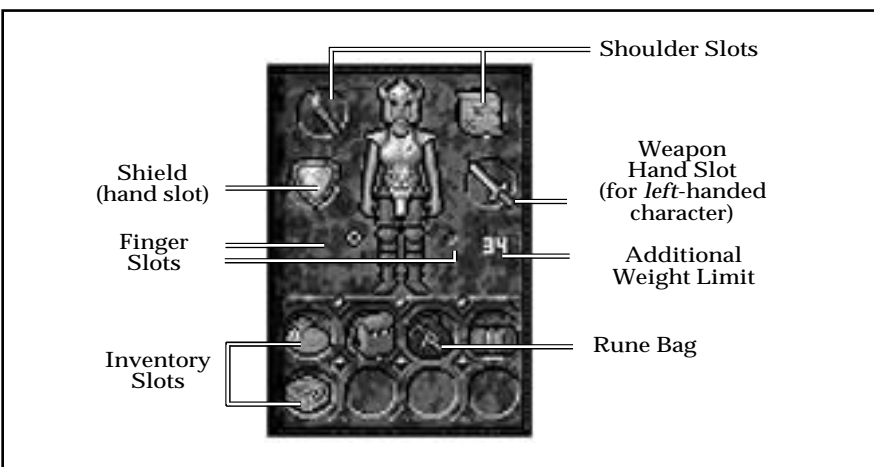 Shoulder Slots
Shield
(hand slot)
Weapon
Hand Slot
(for left-handed
character)
Finger
Slots
34
Additional
Weight Limit
Inventory
Slots
Rune Bag